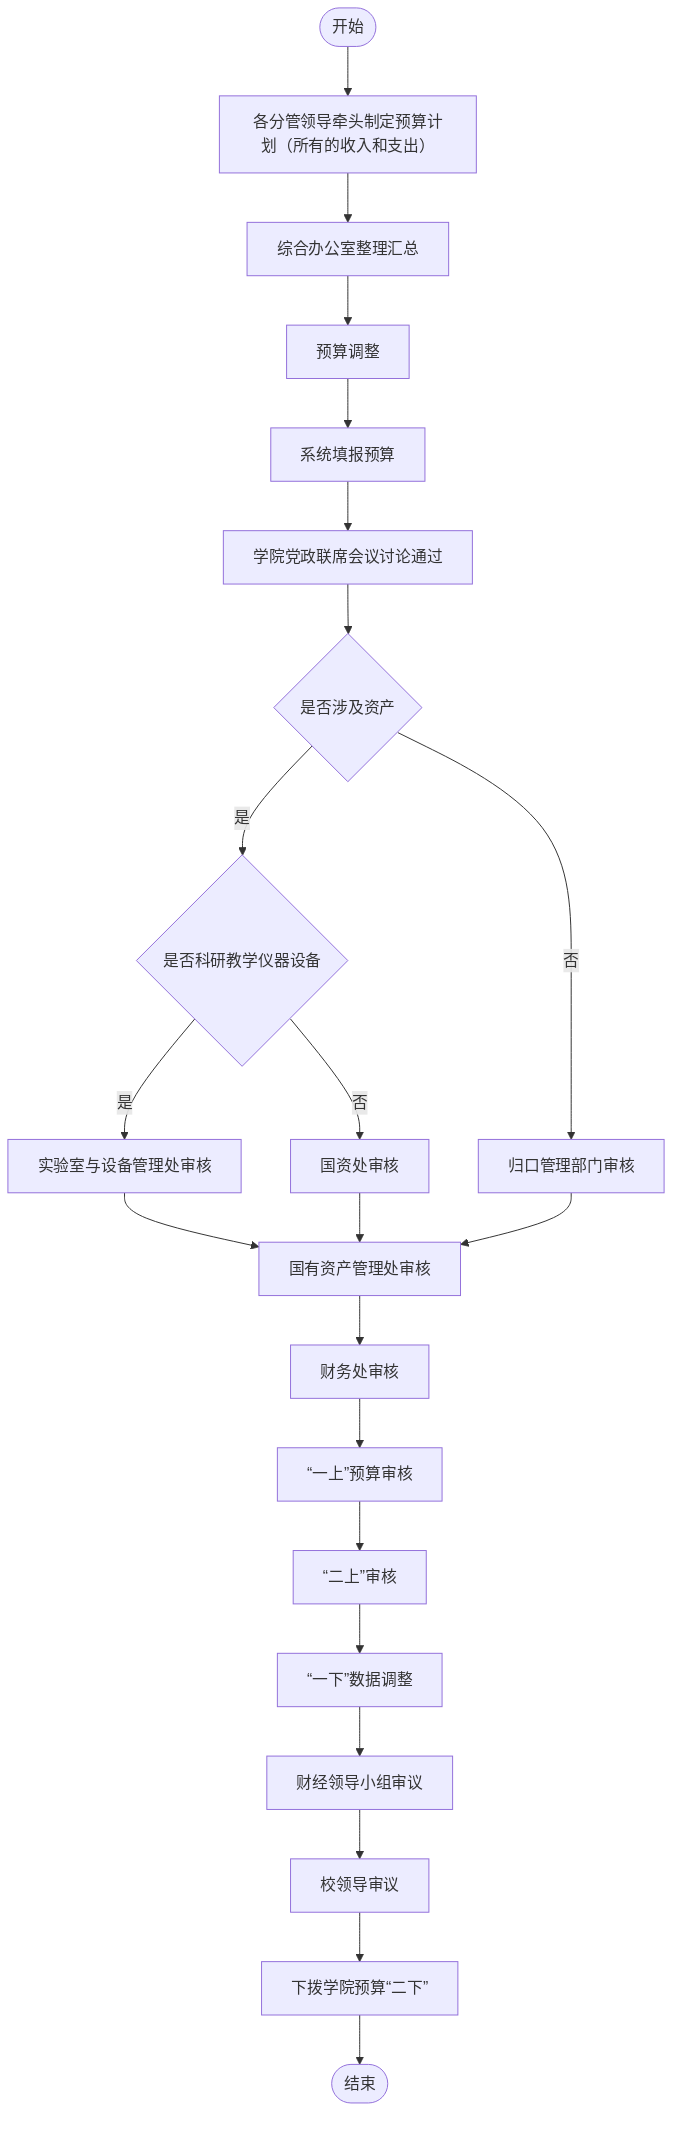 开始
各分管领导牵头制定预算计
划（所有的收入和支出）
综合办公室整理汇总
预算调整
系统填报预算
学院党政联席会议讨论通过
是否涉及资产
是
是否科研教学仪器设备
否
是
否
实验室与设备管理处审核
国资处审核
归口管理部门审核
国有资产管理处审核
财务处审核
“一上”预算审核
“二上”审核
“一下”数据调整
财经领导小组审议
校领导审议
下拨学院预算“二下”
结束